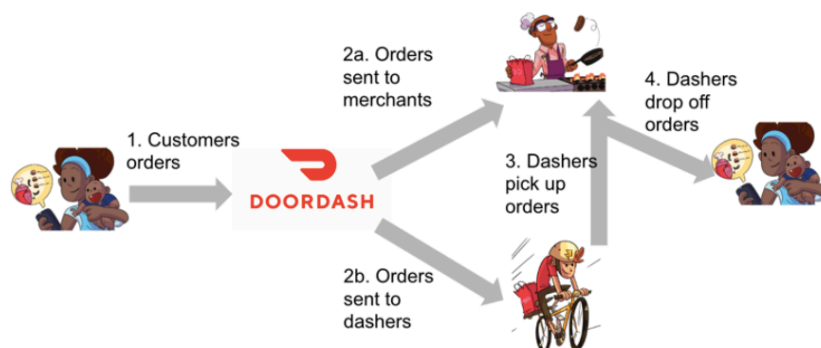 1. Customers
orders
DOORDASH
2a. Orders
sent to
merchants
2b. Orders
sent to
dashers
3. Dashers
pick up
orders
4. Dashers
drop off
orders